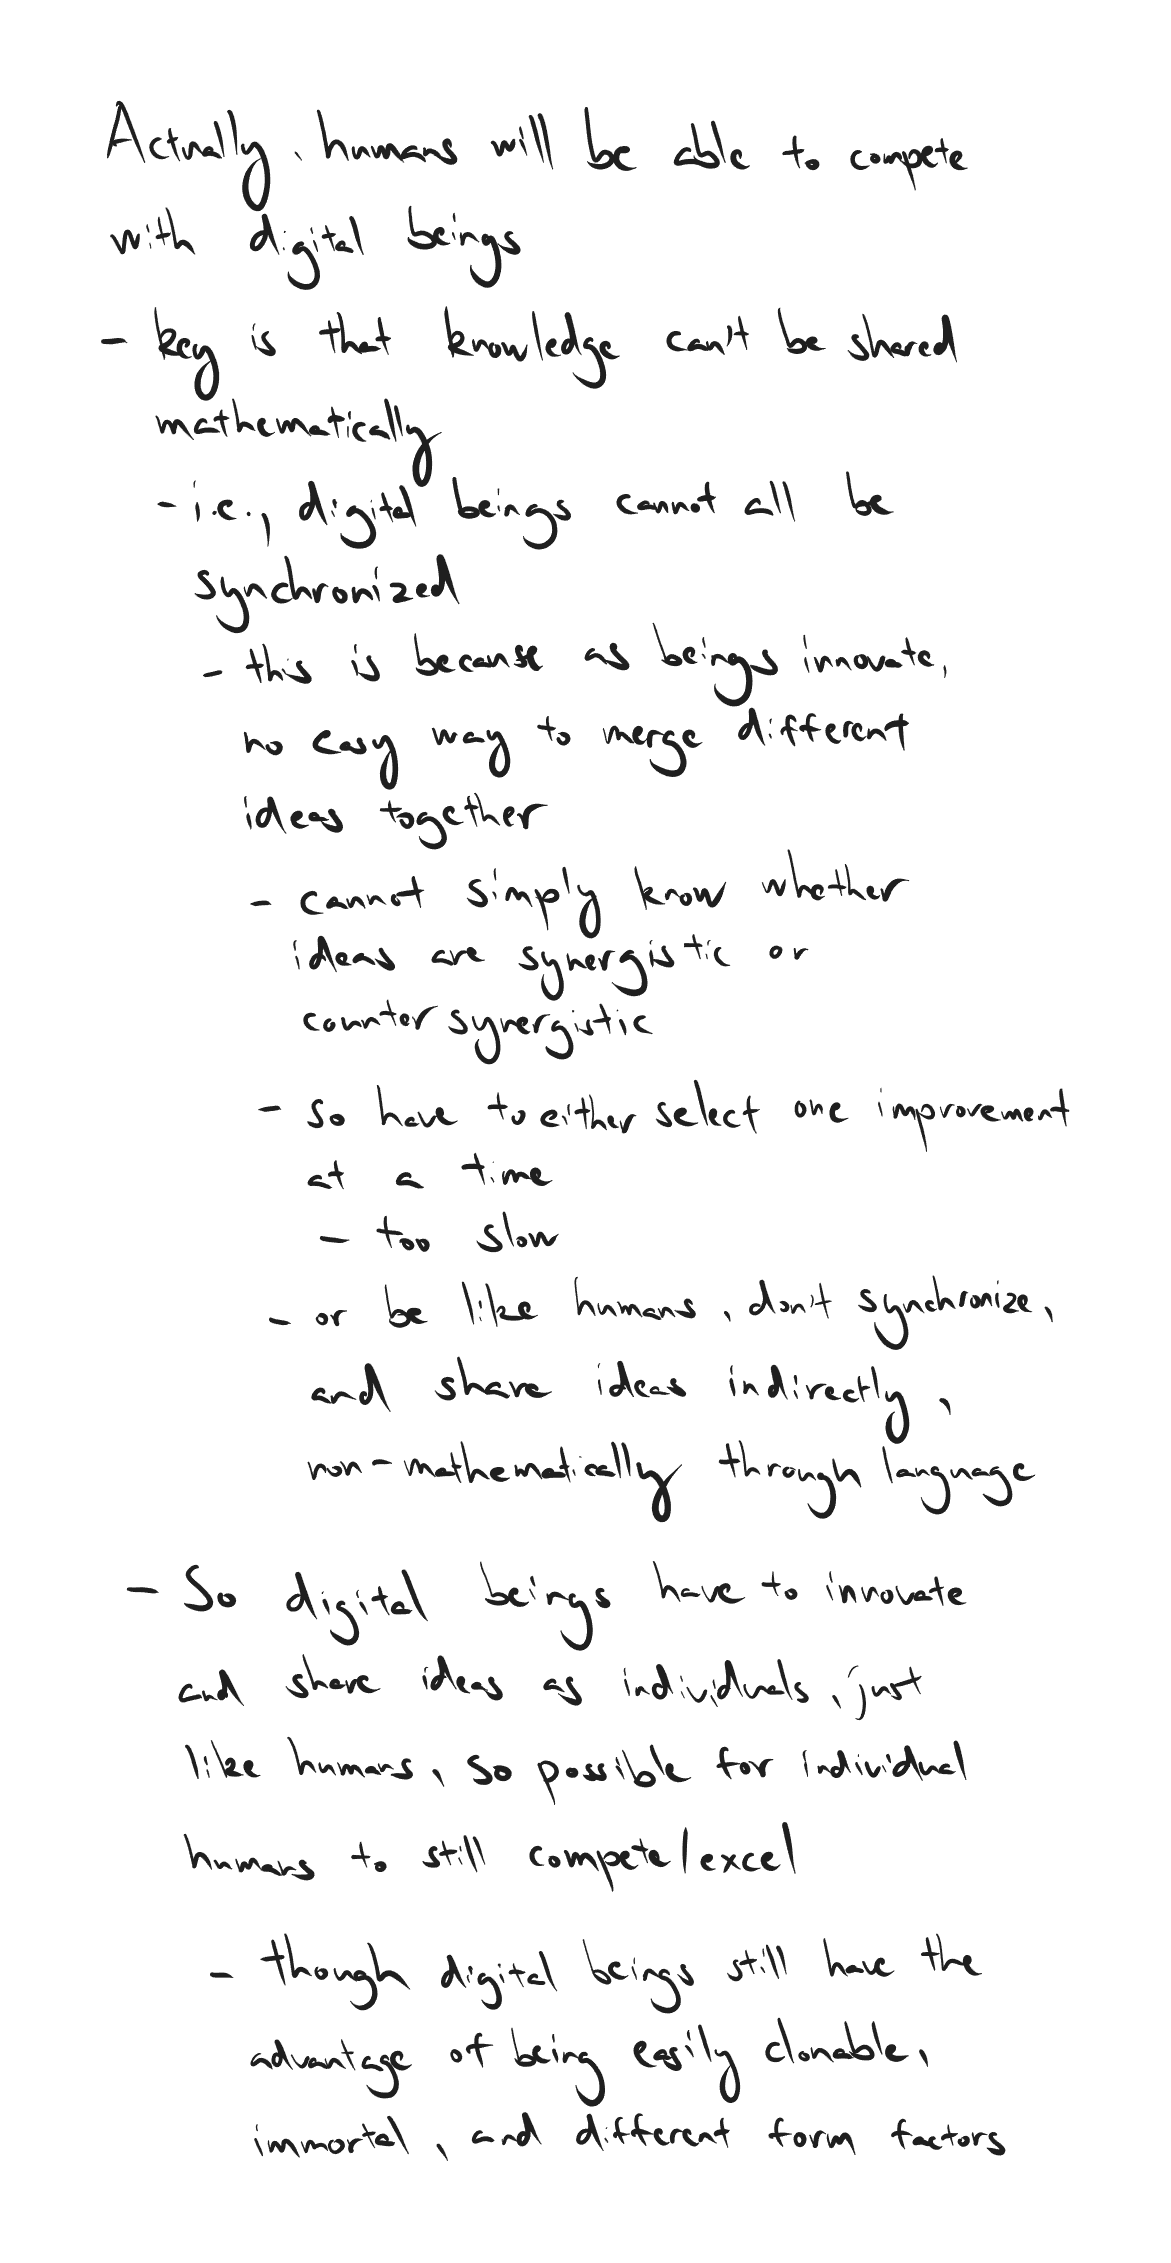 Actually, humans will be able to compete
with digital beings
- key is that knowledge can't be shared
mathematically
- i.e., digital beings cannot all be
synchronized
- this is because as beings innovate,
no easy way to merge different
ideas together
- cannot simply know whether
ideas are synergistic or
counter synergistic
- so have to either select one improvement
at a time
- too slow
- or be like humans, don't synchronize,
and share ideas indirectly,
non-mathematically through language
- So digital beings have to innovate
and share ideas as individuals, just
like humans, so possible for individual
humans to still compete/excel
- though digital beings still have the
advantage of being easily clonable,
immortal, and different form factors